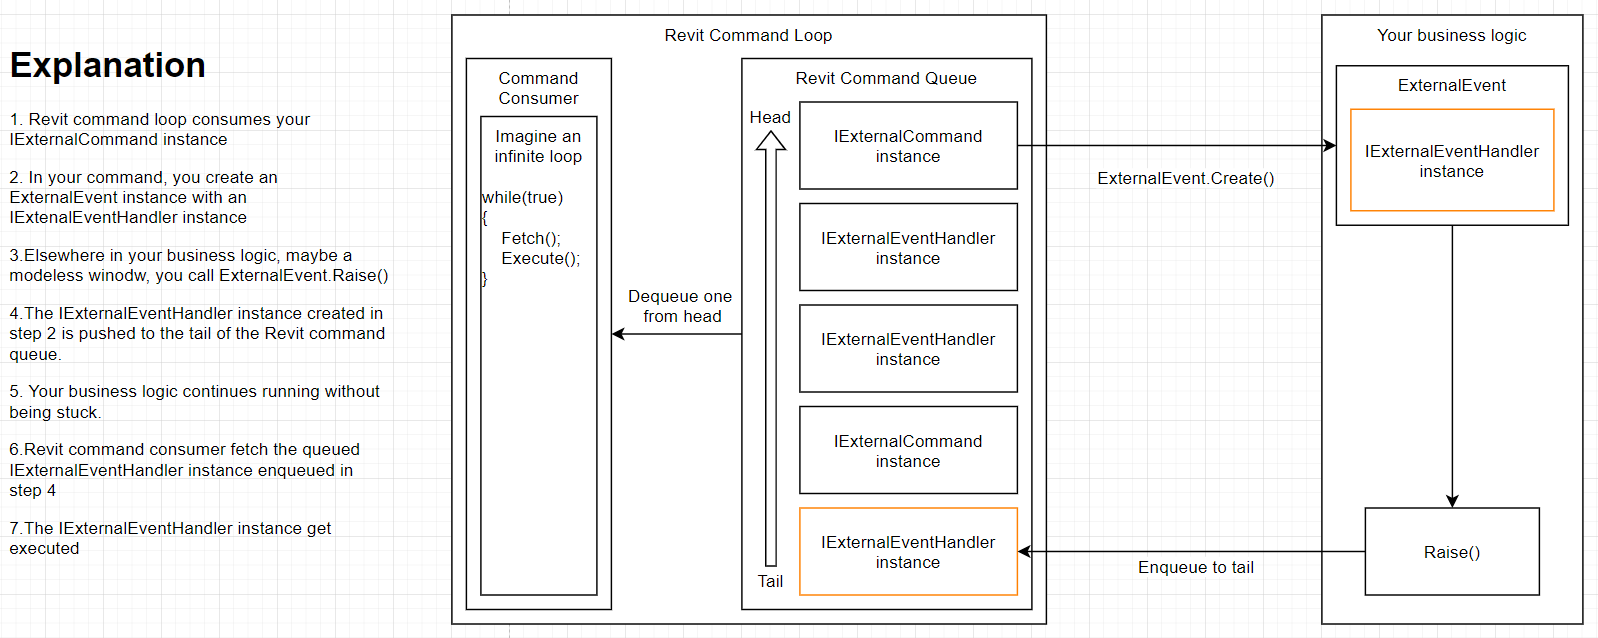 Explanation
1. Revit command loop consumes your
IExternalCommand instance
2. In your command, you create an
ExternalEvent instance with an
IExtenalEventHandler instance
3.Elsewhere in your business logic, maybe a
modeless winodw, you call ExternalEvent.Raise()
4.The IExternalEventHandler instance created in
step 2 is pushed to the tail of the Revit command
queue.
5. Your business logic continues running without
being stuck.
6.Revit command consumer fetch the queued
IExternalEventHandler instance enqueued in
step 4
7.The IExternalEventHandler instance get
executed
Revit Command Loop
Command
Consumer
Imagine an
infinite loop
while(true)
{
Fetch();
Execute();
}
Dequeue one
from head
Revit Command Queue
Head
Tail
IExternalCommand
instance
IExternalEventHandler
instance
IExternalEventHandler
instance
IExternalCommand
instance
IExternalEventHandler
instance
ExternalEvent.Create()
Enqueue to tail
Your business logic
ExternalEvent
IExternalEventHandler
instance
Raise()